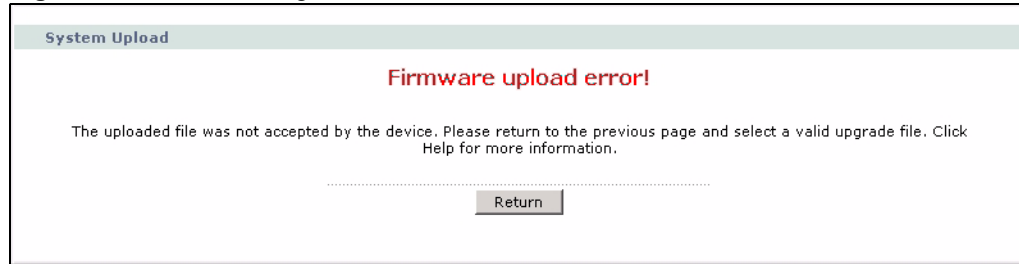 System Upload
Firmware upload error!
The uploaded file was not accepted by the device. Please return to the previous page and select a valid upgrade file. Click
Help for more information.
Return